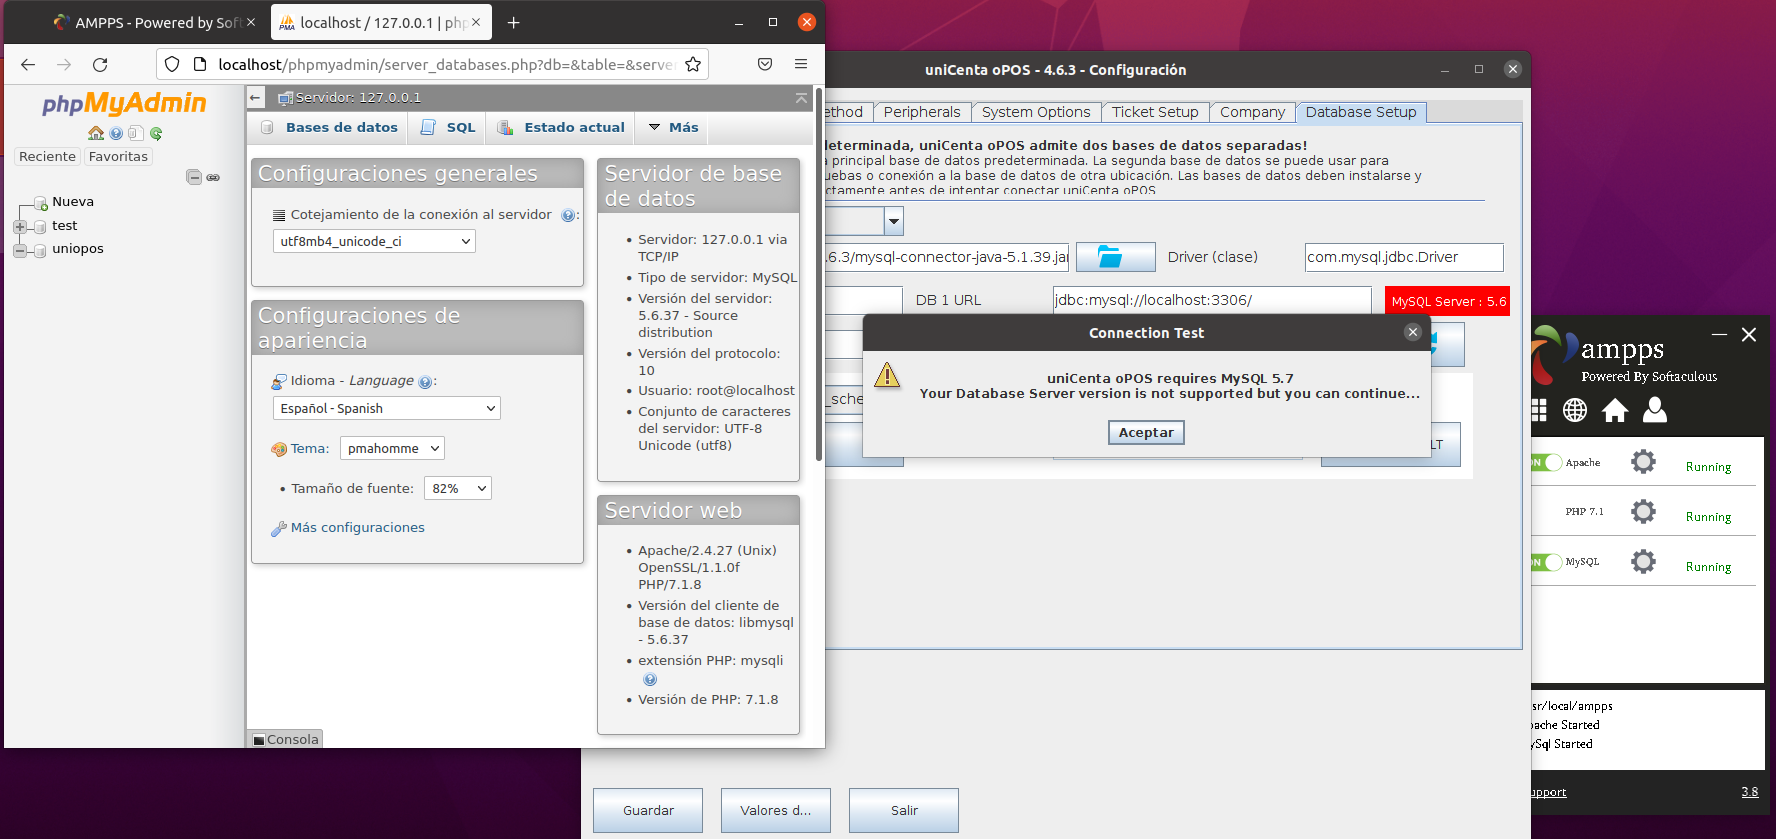 AMPPS - Powered by Sof
localhost / 127.0.0.1 | php
localhost/phpmyadmin/server_databases.php?db=&table=&server
phpMyAdmin
Reciente
Favoritas
Nueva
test
uniopos
Servidor: 127.0.0.1
Bases de datos
SQL
Estado actual
Más
Configuraciones generales
Cotejamiento de la conexión al servidor :
utf8mb4_unicode_ci
Configuraciones de
apariencia
Idioma - Language :
Español - Spanish
Tema:
pmahomme
• Tamaño de fuente:
82%
Más configuraciones
Servidor de base
de datos
• Servidor: 127.0.0.1 via
TCP/IP
• Tipo de servidor: MySQL
• Versión del servidor:
5.6.37 - Source
distribution
• Versión del protocolo:
10
• Usuario: root@localhost
• Conjunto de caracteres
del servidor: UTF-8
Unicode (utf8)
Servidor web
• Apache/2.4.27 (Unix)
OpenSSL/1.1.0f
PHP/7.1.8
• Versión del cliente de
base de datos: libmysql
- 5.6.37
• extensión PHP: mysqli
• Versión de PHP: 7.1.8
Consola
uniCenta oPOS - 4.6.3 - Configuración
ethod
Peripherals
System Options
Ticket Setup
Company
Database Setup
determinada, uniCenta oPOS admite dos bases de datos separadas!
a principal base de datos predeterminada. La segunda base de datos se puede usar para
uebas o conexión a la base de datos de otra ubicación. Las bases de datos deben instalarse y
ctamente antes de intentar conectar uniCenta oPOS
.6.3/mysql-connector-java-5.1.39.jar
Driver (clase)
com.mysql.jdbc.Driver
DB 1 URL
jdbc:mysql://localhost:3306/
MySQL Server : 5.6
_sche
LT
Connection Test
uniCenta oPOS requires MySQL 5.7
Your Database Server version is not supported but you can continue...
Aceptar
Guardar
Valores d...
Salir
ampps
Powered By Softaculous
ON
Apache
Running
PHP 7.1
Running
ON
MySQL
Running
sr/local/ampps
pache Started
ySql Started
upport
3.8